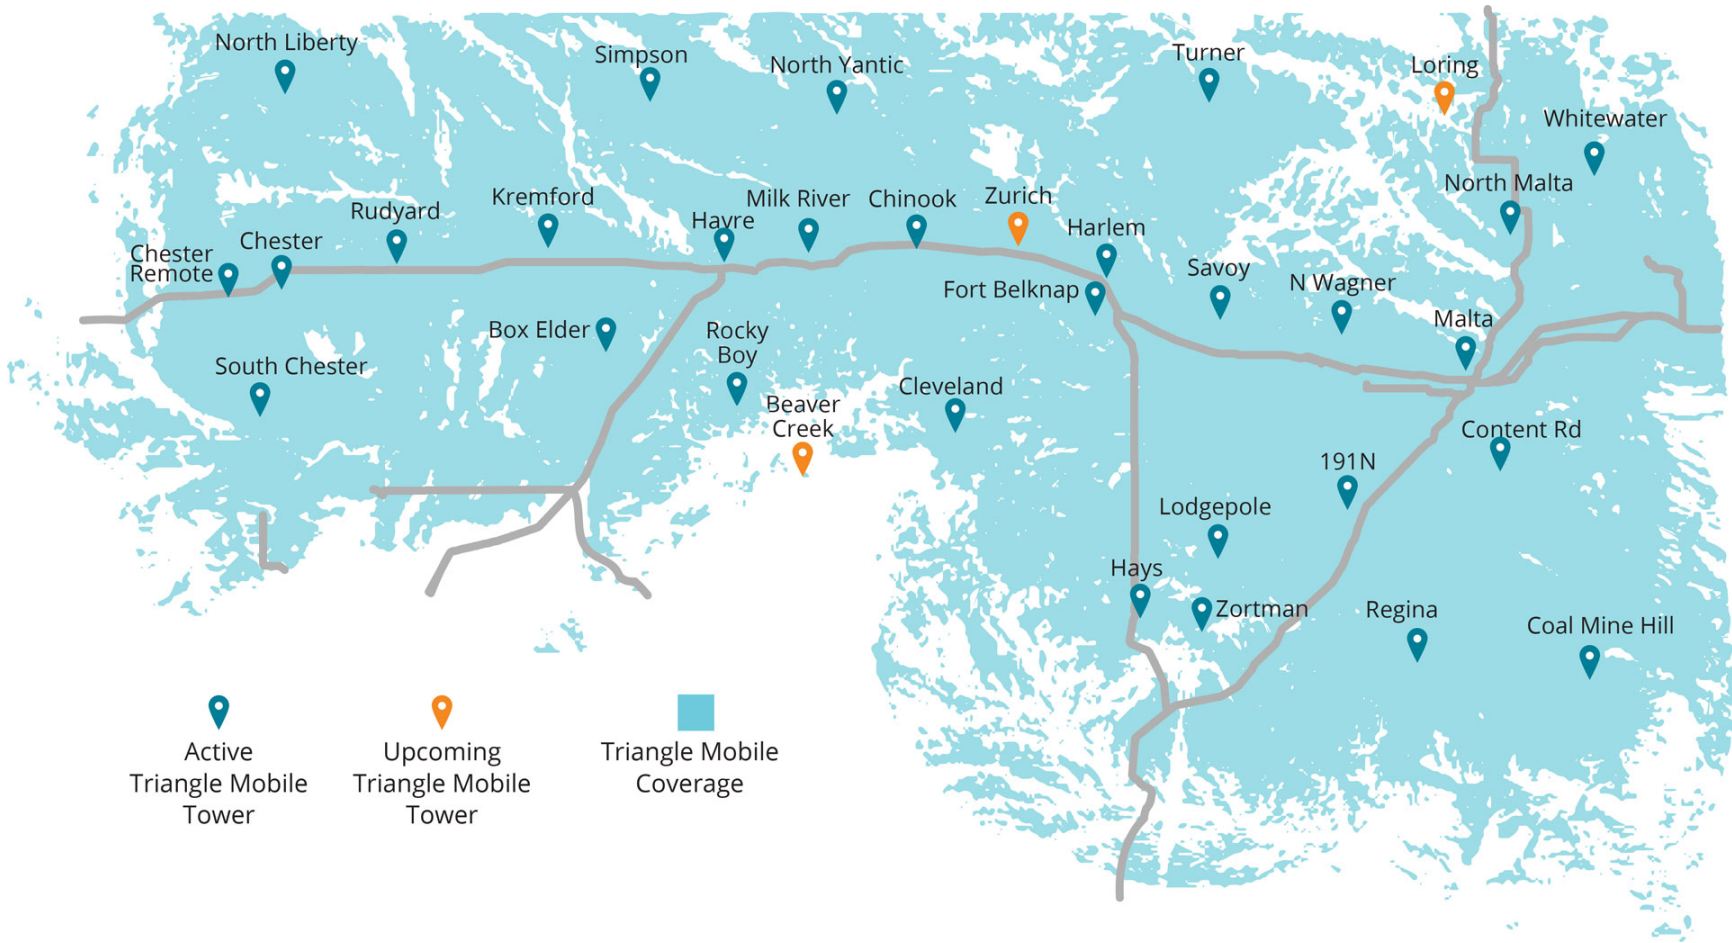 North Liberty
Simpson
North Yantic
Turner
Loring
Whitewater
North Malta
Kremford
Rudyard
Havre
Milk River
Chinook
Zurich
Harlem
Chester
Remote
Chester
Fort Belknap
Savoy
N Wagner
Malta
Box Elder
Rocky
Boy
South Chester
Beaver
Creek
Cleveland
Content Rd
191N
Lodgepole
Hays
Zortman
Regina
Coal Mine Hill
Active
Triangle Mobile
Tower
Upcoming
Triangle Mobile
Tower
Triangle Mobile
Coverage